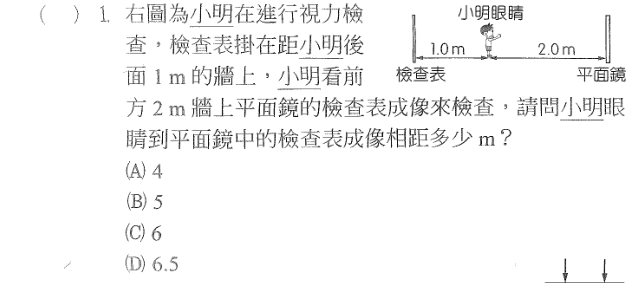 (　) 1. 右圖為小明在進行視力檢
查，檢查表掛在距小明後
面 1 m 的牆上，小明看前
方 2 m 牆上平面鏡的檢查表成像來檢查，請問小明眼
睛到平面鏡中的檢查表成像相距多少 m？
(A) 4
(B) 5
(C) 6
(D) 6.5
小明眼睛
1.0 m 2.0 m
檢查表 平面鏡